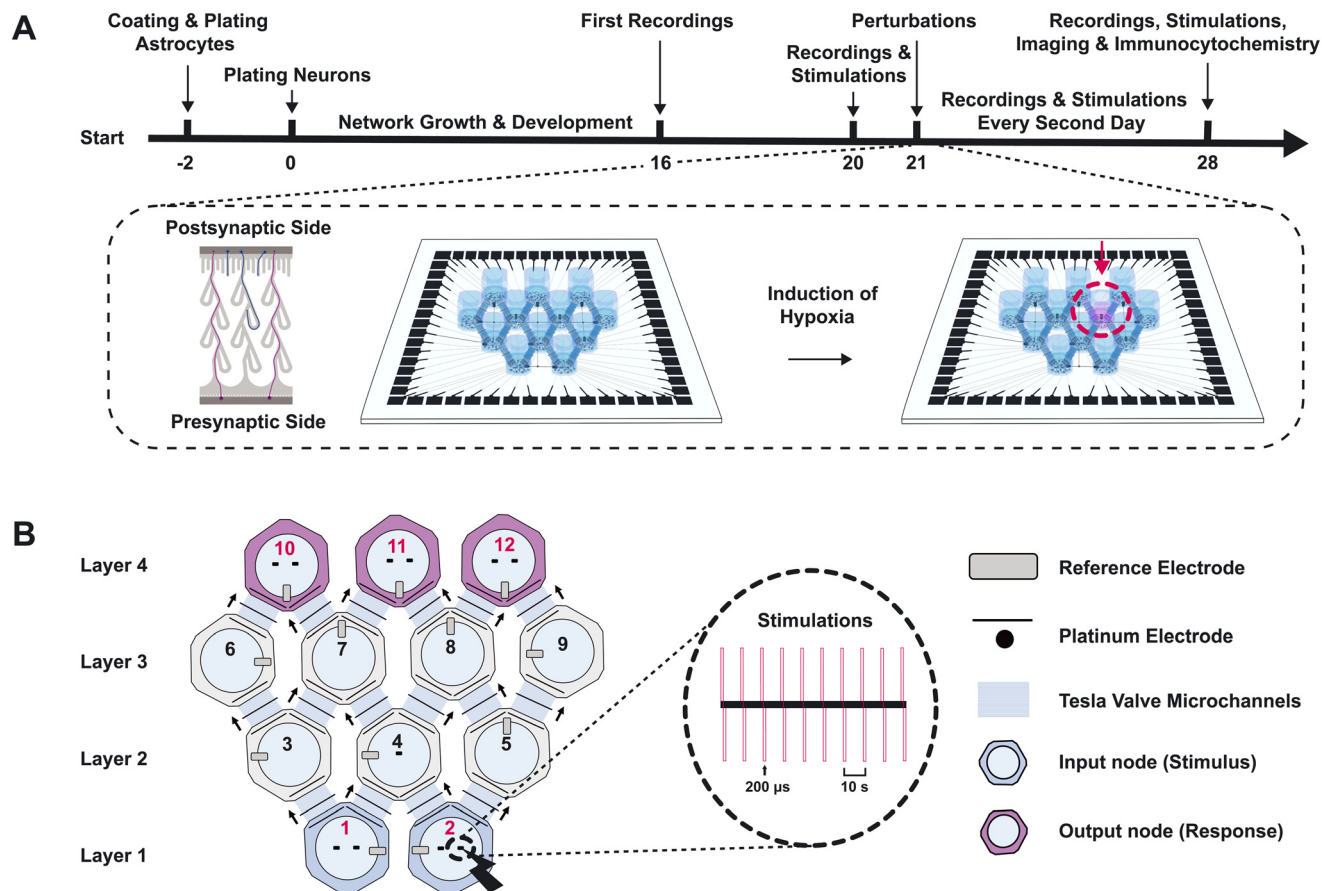 A
Coating & Plating
Astrocytes
Plating Neurons
First Recordings
Perturbations
Recordings &
Stimulations
Recordings, Stimulations,
Imaging & Immunocytochemistry
Network Growth & Development
Recordings & Stimulations
Every Second Day
Start
-2
0
16
20
21
28
Postsynaptic Side
Presynaptic Side
Induction of
Hypoxia
B
Layer 4
10
11
12
Layer 3
6
7
8
9
Layer 2
3
4
5
Layer 1
1
2
Stimulations
200 µs
10 s
Reference Electrode
Platinum Electrode
Tesla Valve Microchannels
Input node (Stimulus)
Output node (Response)